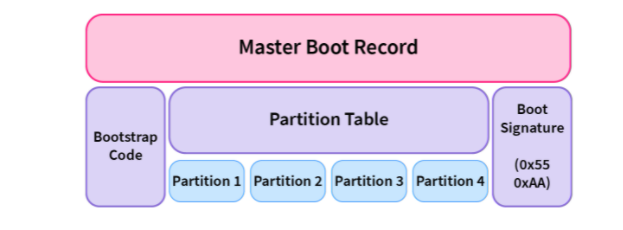 Master Boot Record
Bootstrap
Code
Partition Table
Partition 1
Partition 2
Partition 3
Partition 4
Boot
Signature
(0x55
0xAA)